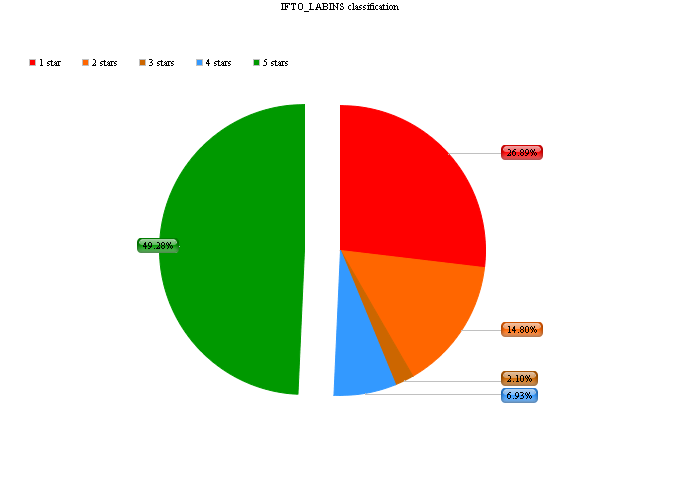 IFTO_LABINS classification
1 star
2 stars
3 stars
4 stars
5 stars
26.89%
49.28%
14.80%
2.10%
6.93%